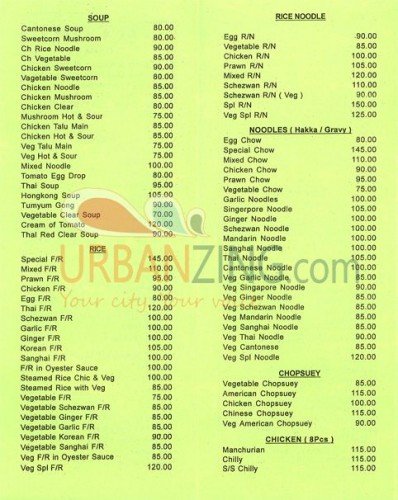 SOUP
Cantonese Soup 80.00
Sweetcorn Mushroom 80.00
Ch Rice Noodle 90.00
Ch Vegetable 85.00
Chicken Sweetcorn 90.00
Vagetable Sweetcorn 80.00
Chicken Noodle 85.00
Chicken Mushroom 85.00
Chicken Clear 80.00
Mushroom Hot & Sour 75.00
Chicken Talu Main 85.00
Chicken Hot & Sour 85.00
Veg Talu Main 75.00
Veg Hot & Sour 75.00
Mixed Noodle 100.00
Tomato Egg Drop 80.00
Thai Soup 95.00
Hongkong Soup 105.00
Tumyum Gong 90.00
Vegetable Clear Soup 70.00
Cream of Tomato 120.00
Thai Red Clear Soup 90.00
RICE
Special F/R 145.00
Mixed F/R 110.00
Prawn F/R 95.00
Chicken F/R 90.00
Egg F/R 80.00
Thai F/R 120.00
Schezwan F/R 100.00
Garlic F/R 100.00
Ginger F/R 100.00
Korean F/R 105.00
Sanghai F/R 100.00
F/R in Oyester Sauce 100.00
Steamed Rice Chic & Veg 100.00
Steamed Rice with Veg 85.00
Vegetable F/R 75.00
Vegetable Schezwan F/R 85.00
Vegetable Ginger F/R 85.00
Vegetable Garlic F/R 85.00
Vegetable Korean F/R 90.00
Vegetable Sanghai F/R 85.00
Veg F/R in Oyester Sauce 85.00
Veg Spl F/R 120.00
RICE NOODLE
Egg R/N 90.00
Vegetable R/N 85.00
Chicken R/N 100.00
Prawn R/N 105.00
Mixed R/N 120.00
Schezwan R/N 110.00
Schezwan R/N ( Veg ) 90.00
Spl R/N 150.00
Veg Spl R/N 125.00
NOODLES ( Hakka / Gravy )
Egg Chow 80.00
Special Chow 145.00
Mixed Chow 110.00
Chicken Chow 90.00
Prawn Chow 95.00
Vegetable Chow 75.00
Garlic Noodles 100.00
Singerpore Noodle 105.00
Ginger Noodle 100.00
Schezwan Noodle 100.00
Mandarin Noodle 100.00
Sanghai Noodle 100.00
Thai Noodle 105.00
Noodle 100.00
Veg Garlic Noodle 85.00
Veg Singapore Noodle 90.00
Veg Ginger Noodle 85.00
Veg Schezwan Noodle 85.00
Veg Mandarin Noodle 85.00
Veg Sanghai Noodle 85.00
Veg Thai Noodle 90.00
Veg Cantonese 85.00
Veg Spl Noodle 120.00
CHOPSUEY
Vegetable Chopsuey 85.00
American Chopsuey 115.00
Chicken Chopsuey 100.00
Chinese Chopsuey 115.00
Veg American Chopsuey 90.00
CHICKEN ( 8Pcs )
Manchurian 115.00
Chilly 115.00
S/S Chilly 115.00
URBANZING.com
Your city, your